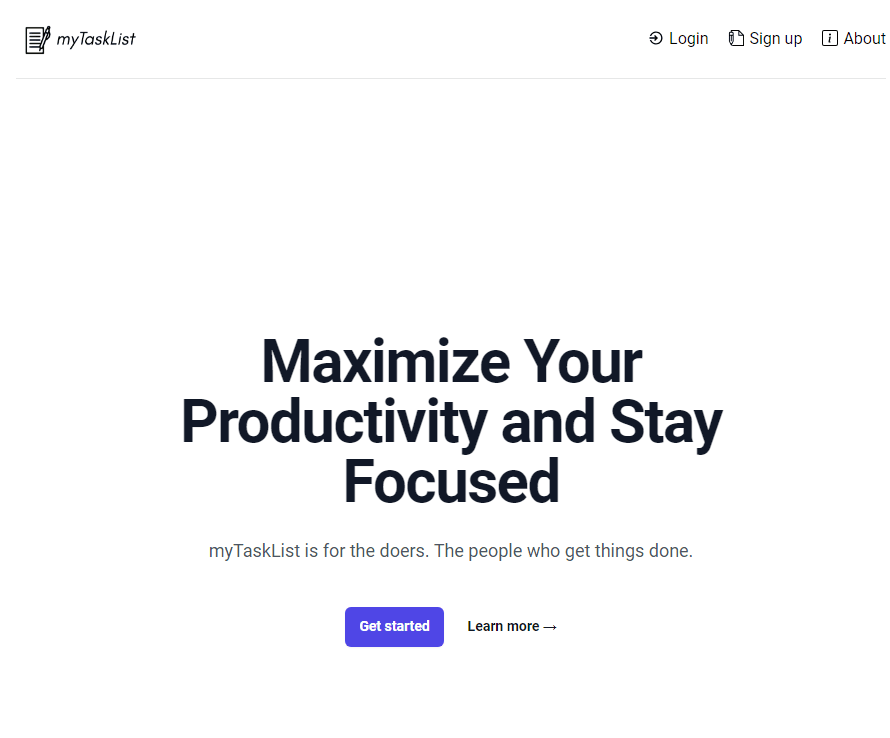 myTaskList
Login
Sign up
About
Maximize Your
Productivity and Stay
Focused
myTaskList is for the doers. The people who get things done.
Get started
Learn more →